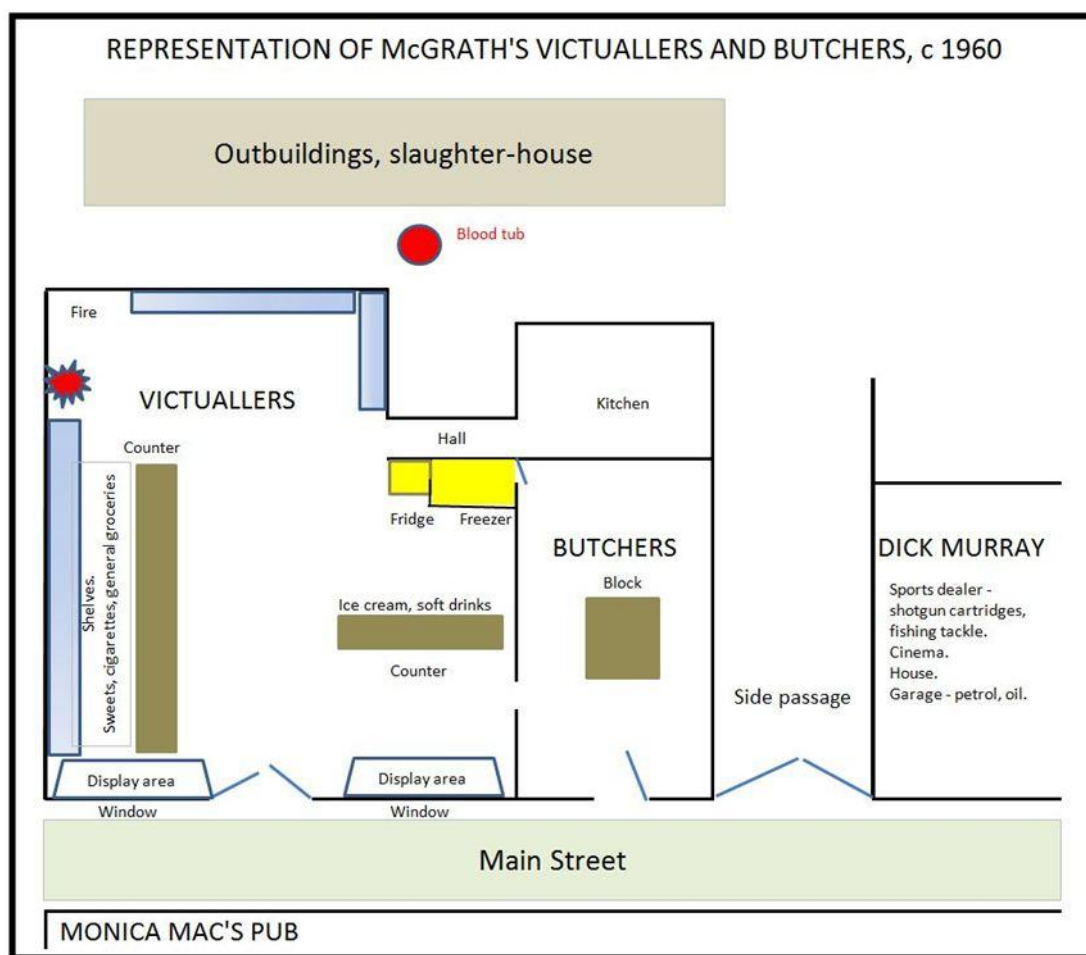 REPRESENTATION OF McGRATH'S VICTUALLERS AND BUTCHERS, c 1960
Outbuildings, slaughter-house
Blood tub
Fire
VICTUALLERS
Counter
Shelves.
Sweets, cigarettes, general groceries
Hall
Kitchen
Fridge
Freezer
Ice cream, soft drinks
Counter
BUTCHERS
Block
Side passage
DICK MURRAY
Sports dealer -
shotgun cartridges,
fishing tackle.
Cinema.
House.
Garage - petrol, oil.
Display area
Window
Display area
Window
Main Street
MONICA MAC'S PUB